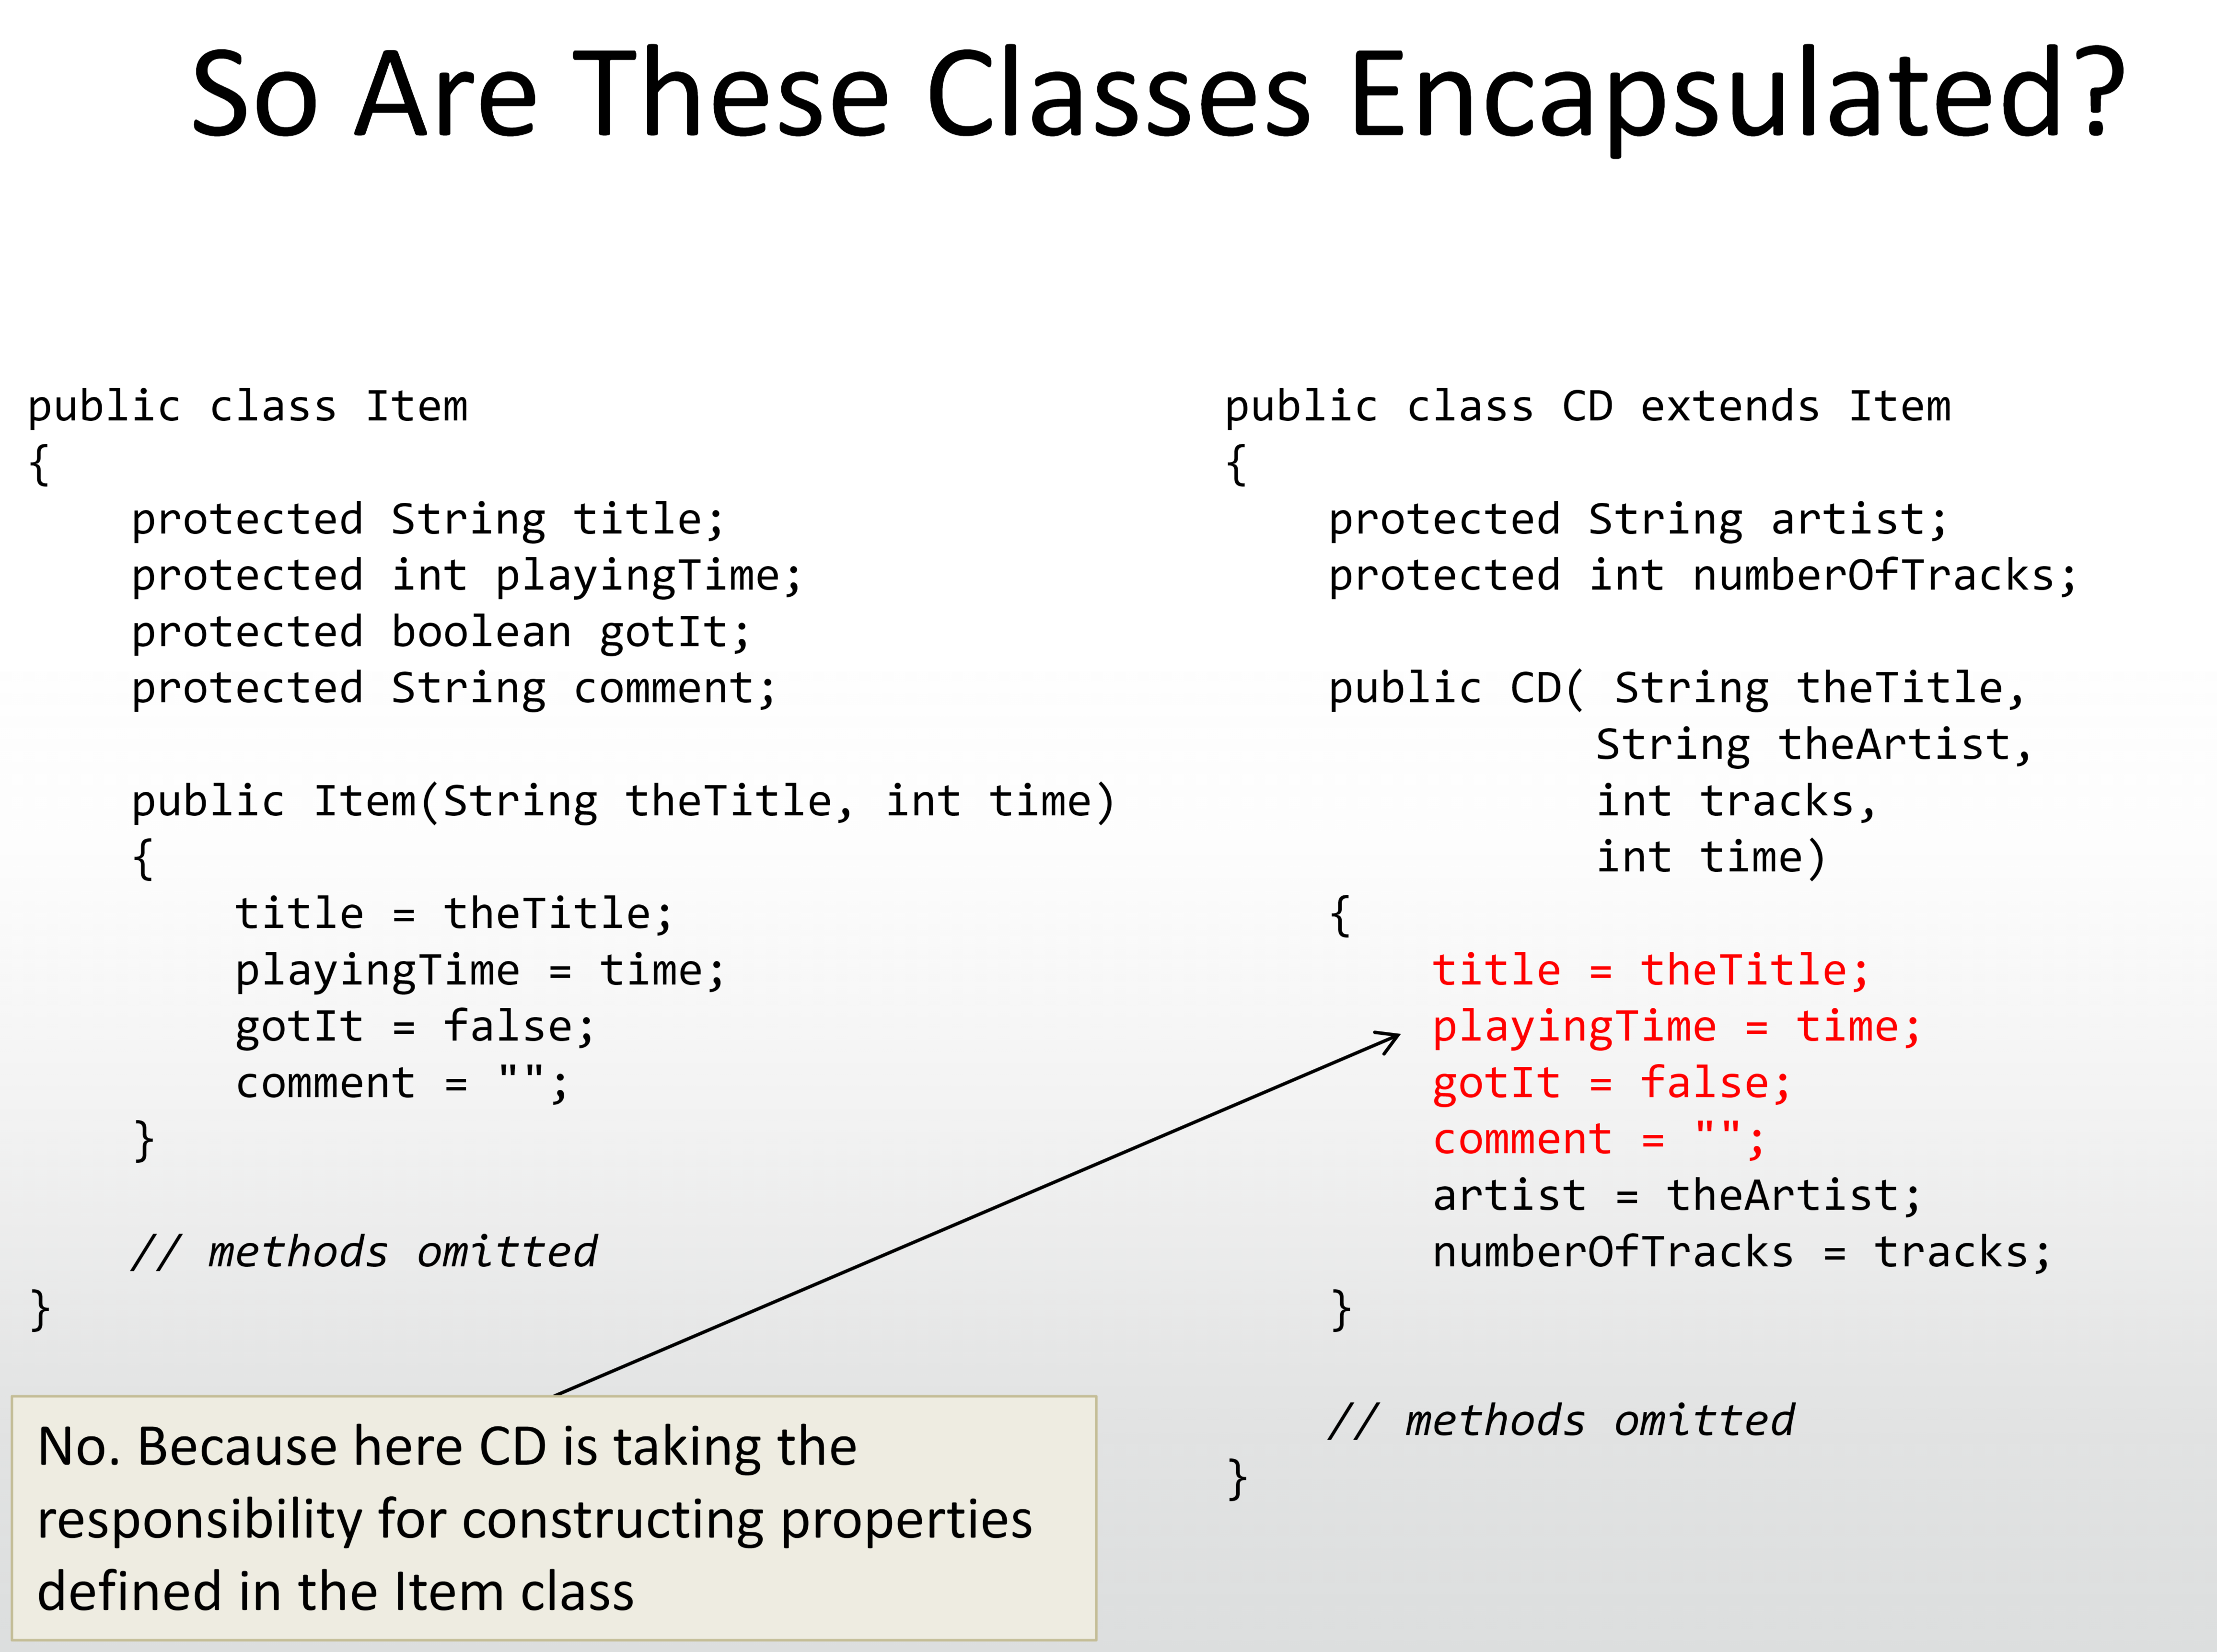 So Are These Classes Encapsulated?
public class Item
{
    protected String title;
    protected int playingTime;
    protected boolean gotIt;
    protected String comment;

    public Item(String theTitle, int time)
    {
        title = theTitle;
        playingTime = time;
        gotIt = false;
        comment = "";
    }

    // methods omitted
}
public class CD extends Item
{
    protected String artist;
    protected int numberOfTracks;

    public CD( String theTitle,
               String theArtist,
               int tracks,
               int time)
    {
        title = theTitle;
        playingTime = time;
        gotIt = false;
        comment = "";
        artist = theArtist;
        numberOfTracks = tracks;
    }

    // methods omitted
}
No. Because here CD is taking the
responsibility for constructing properties
defined in the Item class